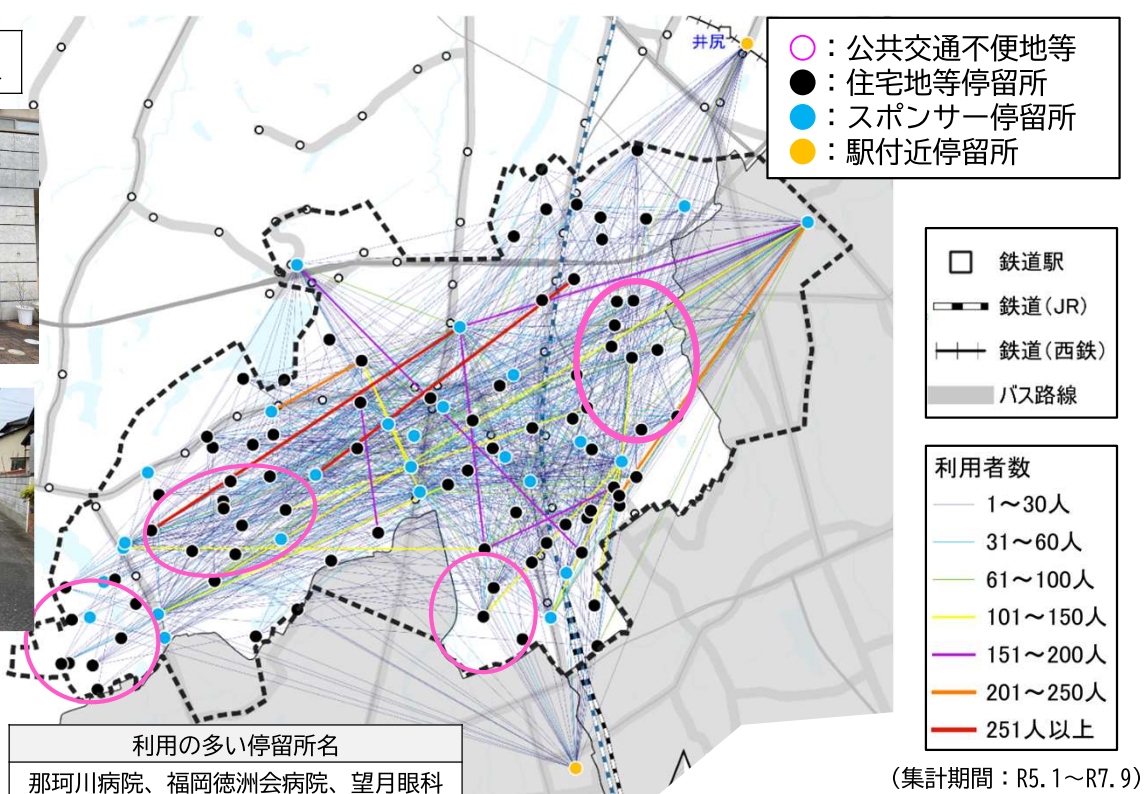 井尻
：公共交通不便地等
：住宅地等停留所
：スポンサー停留所
：駅付近停留所
鉄道駅
鉄道(JR)
鉄道(西鉄)
バス路線
利用者数
1～30人
31～60人
61～100人
101～150人
151～200人
201～250人
251人以上
利用の多い停留所名
那珂川病院、福岡徳洲会病院、望月眼科
(集計期間：R5.1～R7.9)